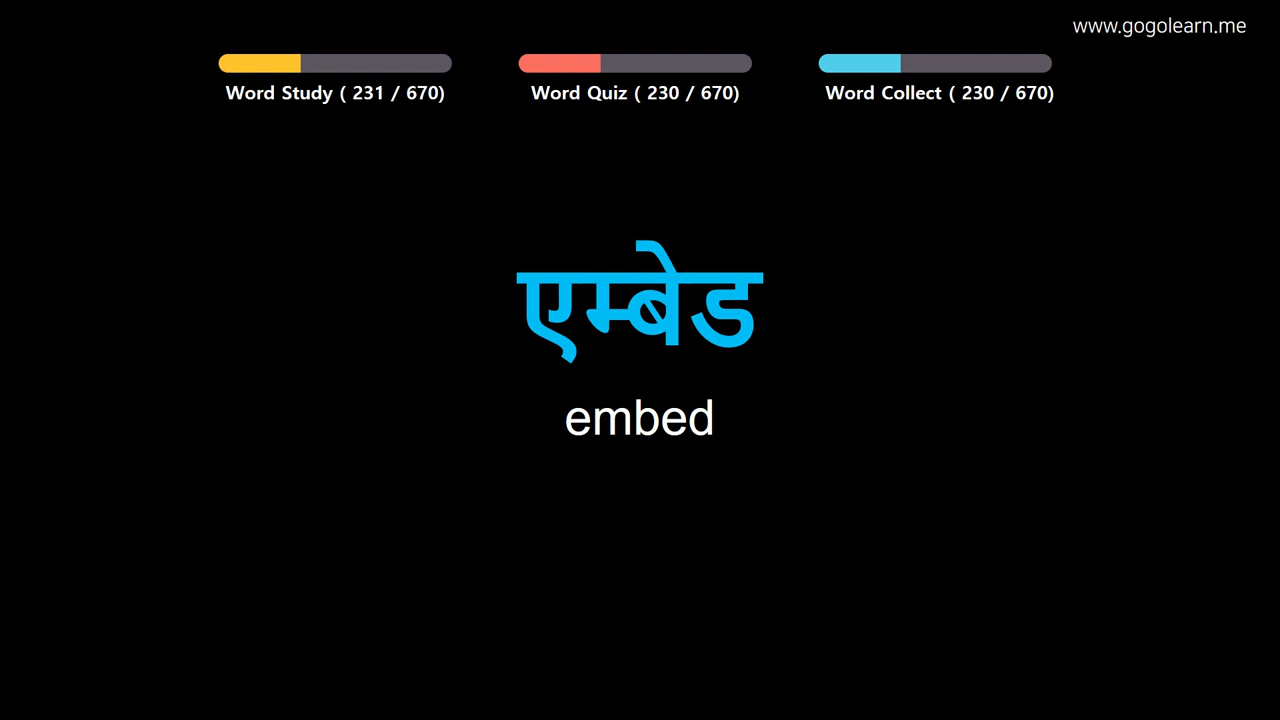 www.gogolearn.me
Word Study ( 231 / 670)
Word Quiz ( 230 / 670)
Word Collect ( 230 / 670)
एम्बेड
embed